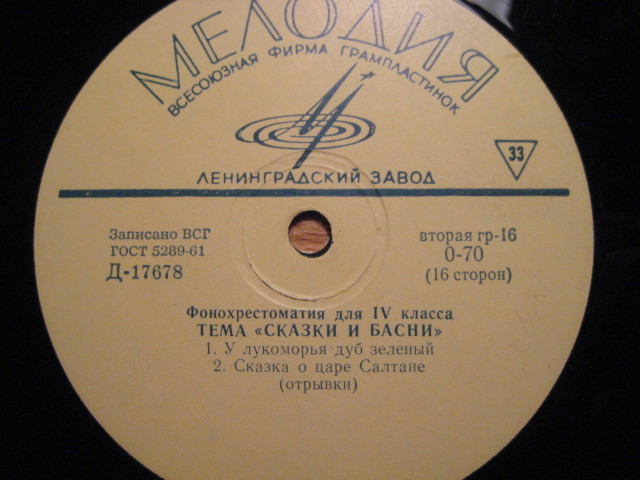 МЕЛОДИЯ
ВСЕСОЮЗНАЯ ФИРМА ГРАМПЛАСТИНОК
33
ЛЕНИНГРАДСКИЙ ЗАВОД
Записано ВСГ
ГОСТ 5289-61
Д-17678
вторая гр-16
0-70
(16 сторон)
Фонохрестоматия для IV класса
ТЕМА «СКАЗКИ И БАСНИ»
1. У лукоморья дуб зеленый
2. Сказка о царе Салтане
(отрывки)